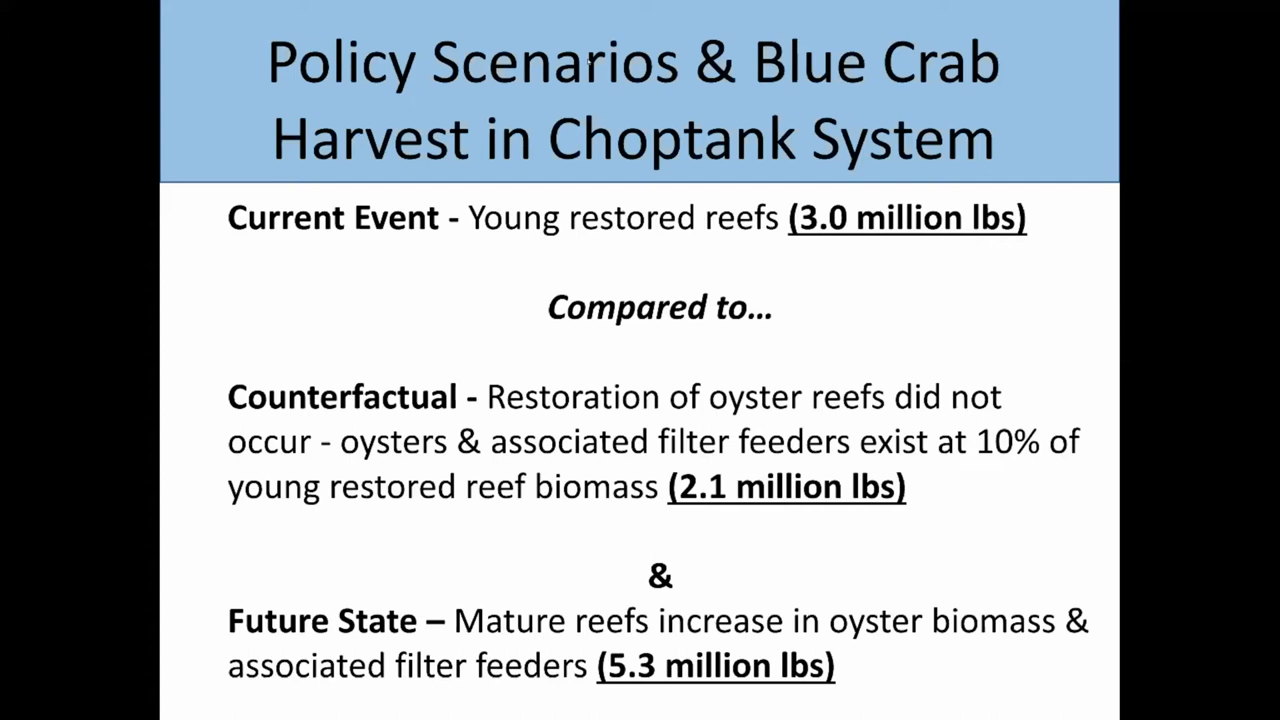 Policy Scenarios & Blue Crab
Harvest in Choptank System
Current Event - Young restored reefs (3.0 million lbs)
Compared to...
Counterfactual - Restoration of oyster reefs did not
occur - oysters & associated filter feeders exist at 10% of
young restored reef biomass (2.1 million lbs)
&
Future State – Mature reefs increase in oyster biomass &
associated filter feeders (5.3 million lbs)